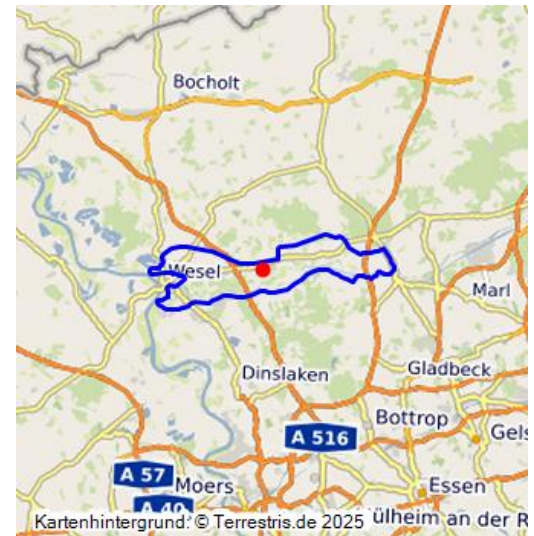 Bocholt
Wesel
Marl
Dinslaken
Gladbeck
Bottrop
Gels
A 516
A 57
Moers
Essen
A 40
ülheim an der R
Kartenhintergrund: © Terrestris.de 2025